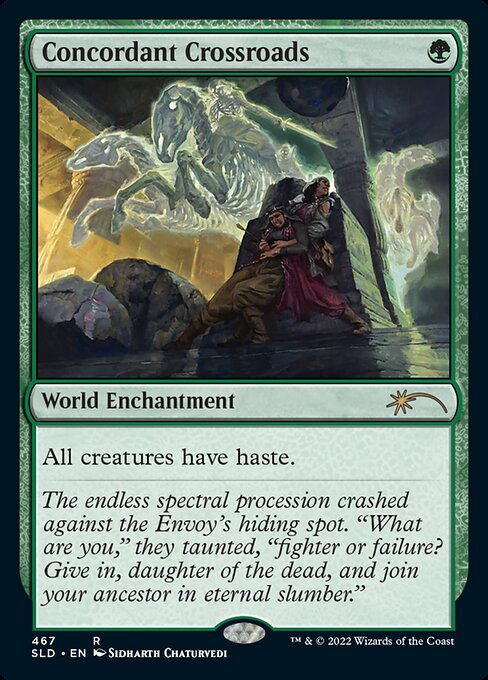 Concordant Crossroads
World Enchantment
All creatures have haste.
The endless spectral procession crashed
against the Envoy's hiding spot. “What
are you,” they taunted, “fighter or failure?
Give in, daughter of the dead, and join
your ancestor in eternal slumber.”
467 R
SLD • EN Sidharth Chaturvedi
™ & © 2022 Wizards of the Coast